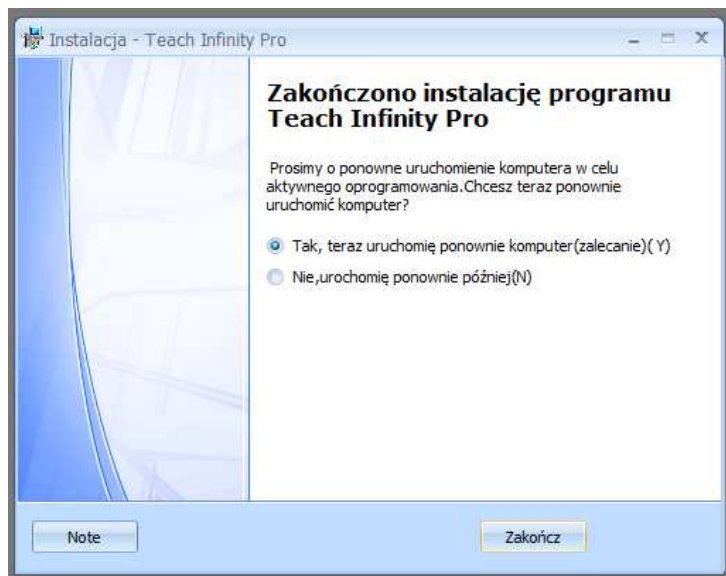 Instalacja - Teach Infinity Pro
Zakończono instalację programu
Teach Infinity Pro
Prosimy o ponowne uruchomienie komputera w celu
aktywnego oprogramowania.Chcesz teraz ponownie
uruchomić komputer?
Tak, teraz uruchomię ponownie komputer(zalecanie)( Y)
Nie,urochomię ponownie później(N)
Note
Zakończ